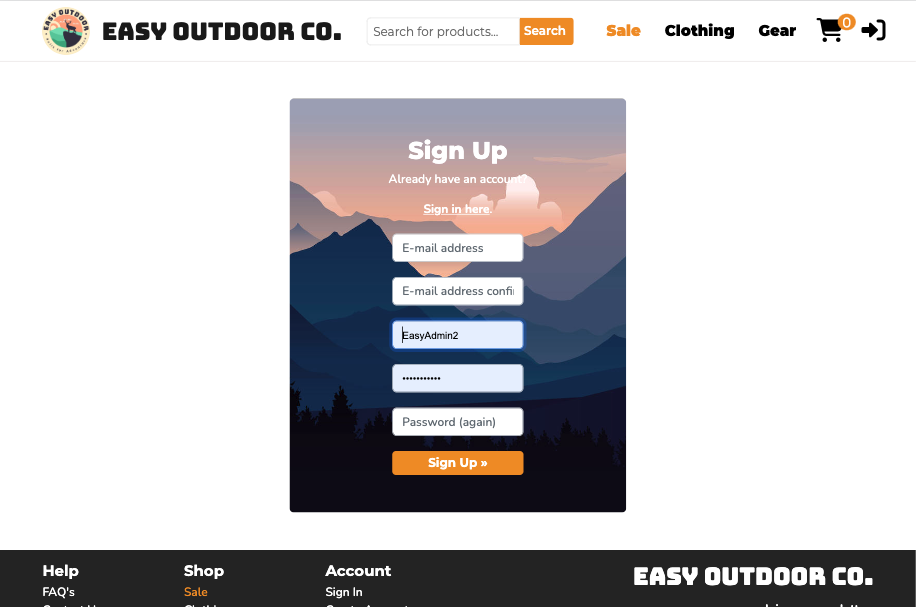 EASY OUTDOOR
EASY OUTDOOR CO.
Search for products...
Search
Sale
Clothing
Gear
0
Sign Up
Already have an account?
Sign in here.
E-mail address
E-mail address confi
EasyAdmin2
•••••••••••
Password (again)
Sign Up »
Help
Shop
Account
EASY OUTDOOR CO.
FAQ's
Sale
Sign In